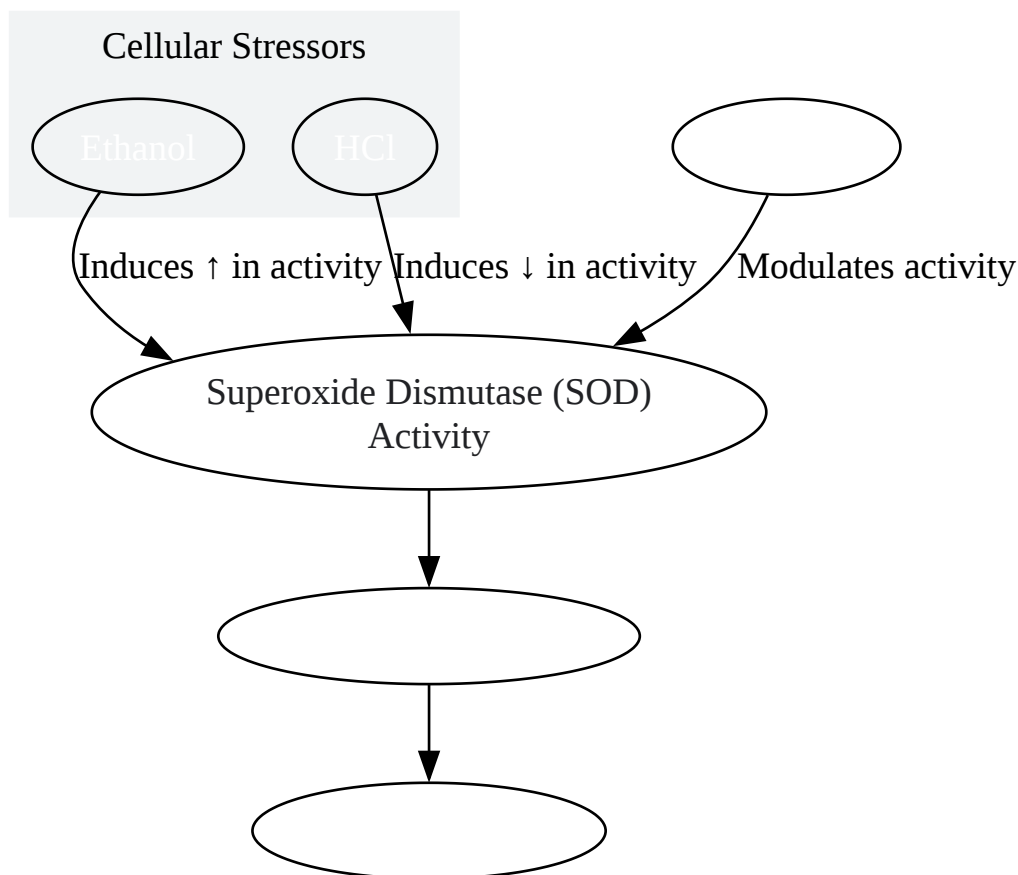 Cellular Stressors
Ethanol
HCl
Induces ↑ in activity
Induces ↓ in activity
Modulates activity
Superoxide Dismutase (SOD)
Activity